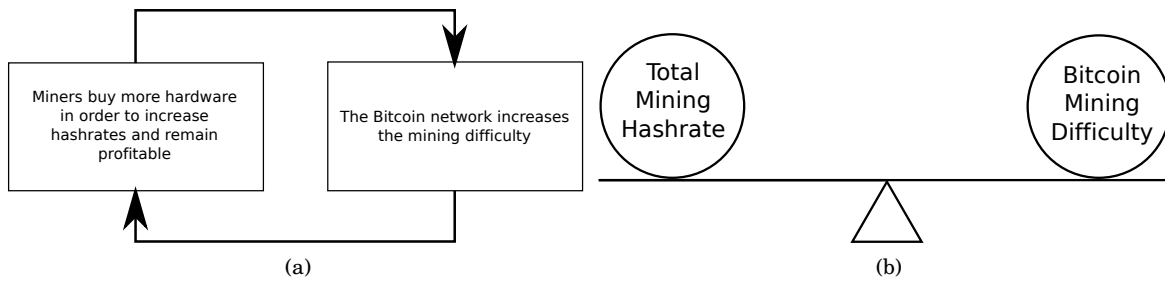 Miners buy more hardware
in order to increase
hashrates and remain
profitable
The Bitcoin network increases
the mining difficulty
(a)
Total
Mining
Hashrate
Bitcoin
Mining
Difficulty
(b)